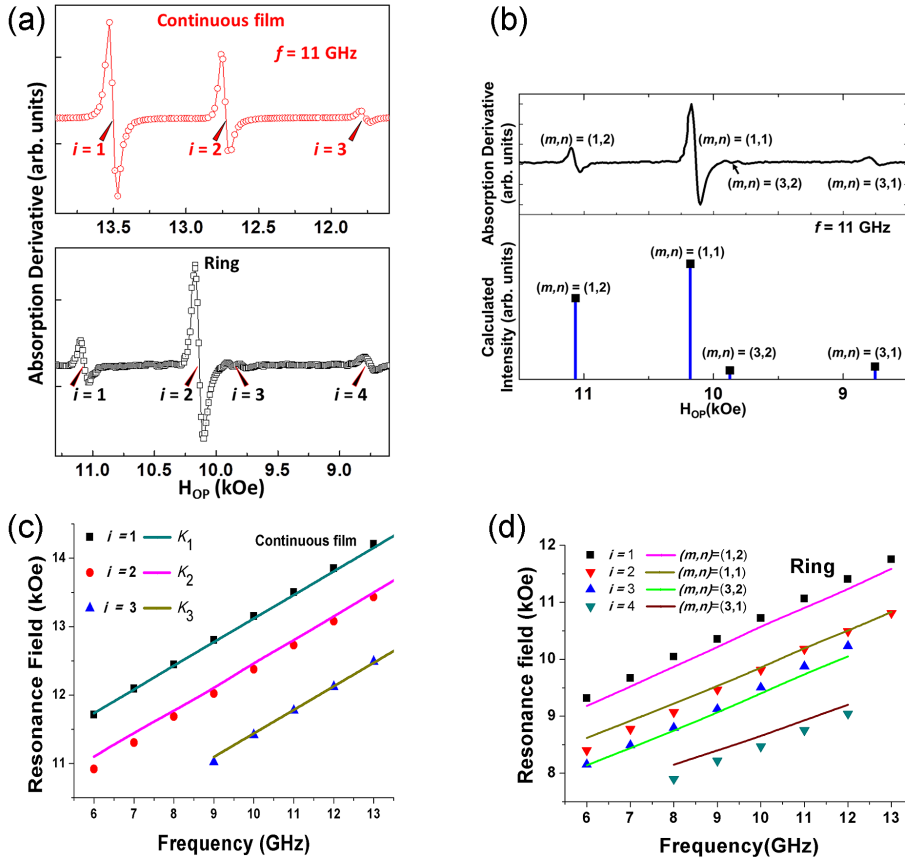 (a)
Continuous film
f = 11 GHz
i = 1
i = 2
i = 3
13.5
13.0
12.5
12.0
Absorption Derivative (arb. units)
Ring
i = 1
i = 2
i = 3
i = 4
11.0
10.5
10.0
9.5
9.0
H_OP (kOe)
(b)
Absorption Derivative
(arb. units)
(m,n) = (1,2)
(m,n) = (1,1)
(m,n) = (3,2)
(m,n) = (3,1)
f = 11 GHz
Calculated
Intensity (arb. units)
(m,n) = (1,2)
(m,n) = (1,1)
(m,n) = (3,2)
(m,n) = (3,1)
11
10
9
H_OP(kOe)
(c)
Resonance Field (kOe)
i = 1
K_1
i = 2
K_2
i = 3
K_3
Continuous film
14
13
12
11
6
7
8
9
10
11
12
13
Frequency (GHz)
(d)
Resonance field(kOe)
i = 1
(m,n)=(1,2)
i = 2
(m,n)=(1,1)
i = 3
(m,n)=(3,2)
i = 4
(m,n)=(3,1)
Ring
12
11
10
9
8
6
7
8
9
10
11
12
13
Frequency(GHz)